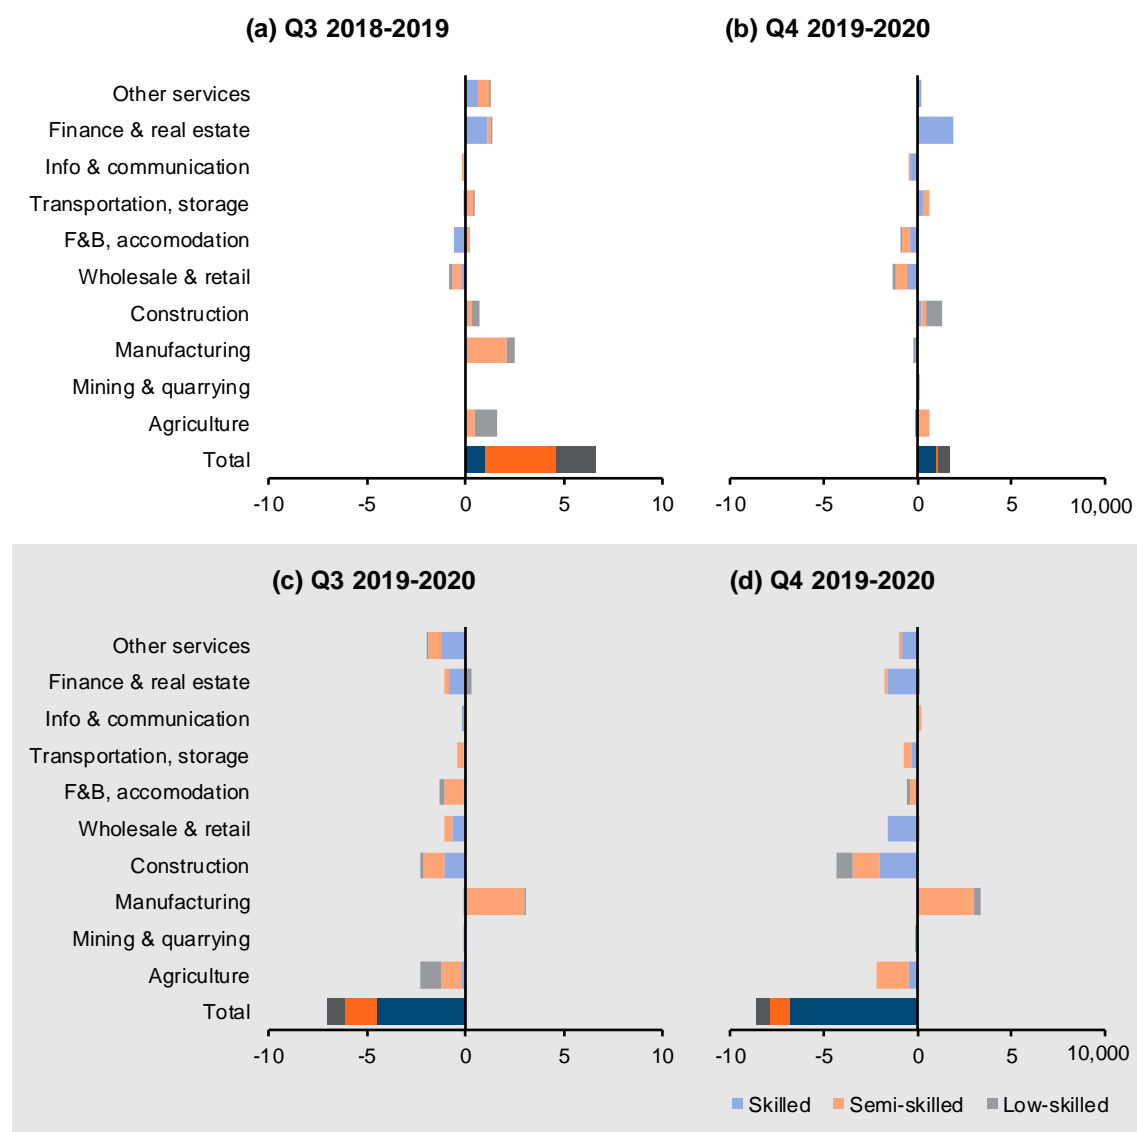 (a) Q3 2018-2019
(b) Q4 2019-2020
Other services
Finance & real estate
Info & communication
Transportation, storage
F&B, accomodation
Wholesale & retail
Construction
Manufacturing
Mining & quarrying
Agriculture
Total
-10 -5 0 5 10
-10 -5 0 5 10,000
(c) Q3 2019-2020
(d) Q4 2019-2020
Other services
Finance & real estate
Info & communication
Transportation, storage
F&B, accomodation
Wholesale & retail
Construction
Manufacturing
Mining & quarrying
Agriculture
Total
-10 -5 0 5 10
-10 -5 0 5 10,000
Skilled Semi-skilled Low-skilled